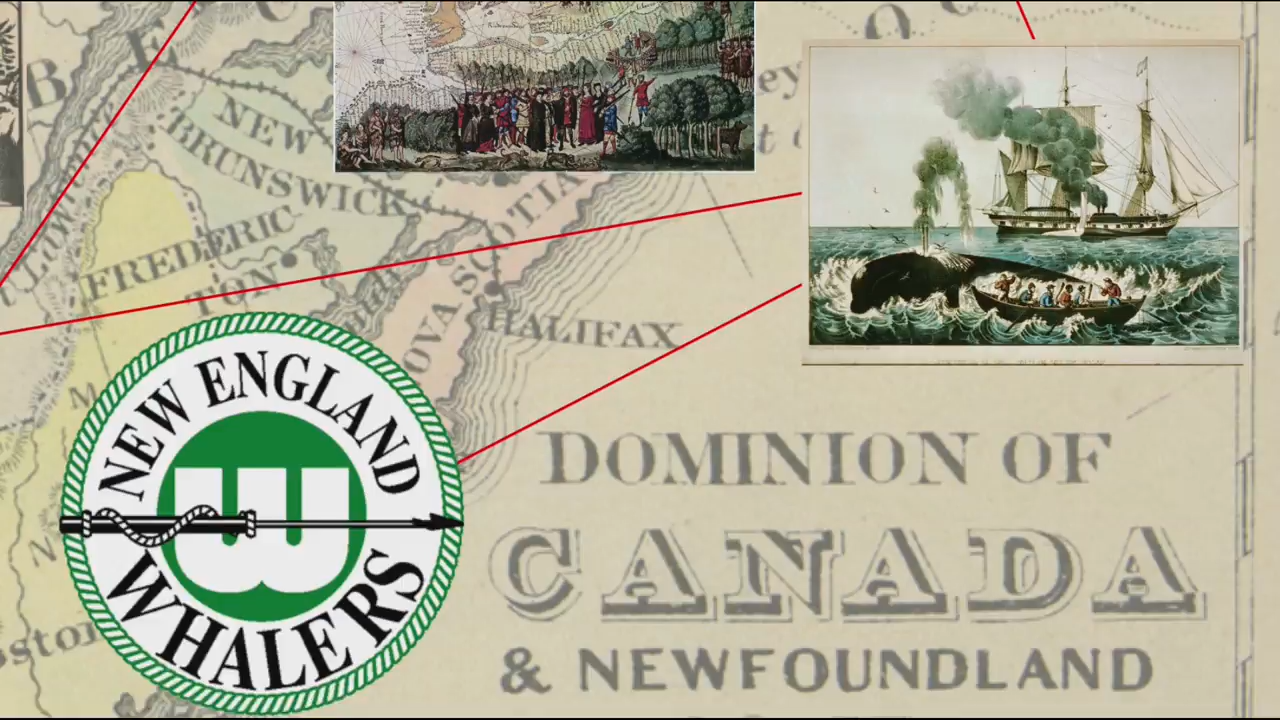 NEW
BRUNSWICK
FREDERIC
TON
NOVA SCOTIA
HALIFAX
NEW ENGLAND
WHALERS
DOMINION OF
CANADA
& NEWFOUNDLAND